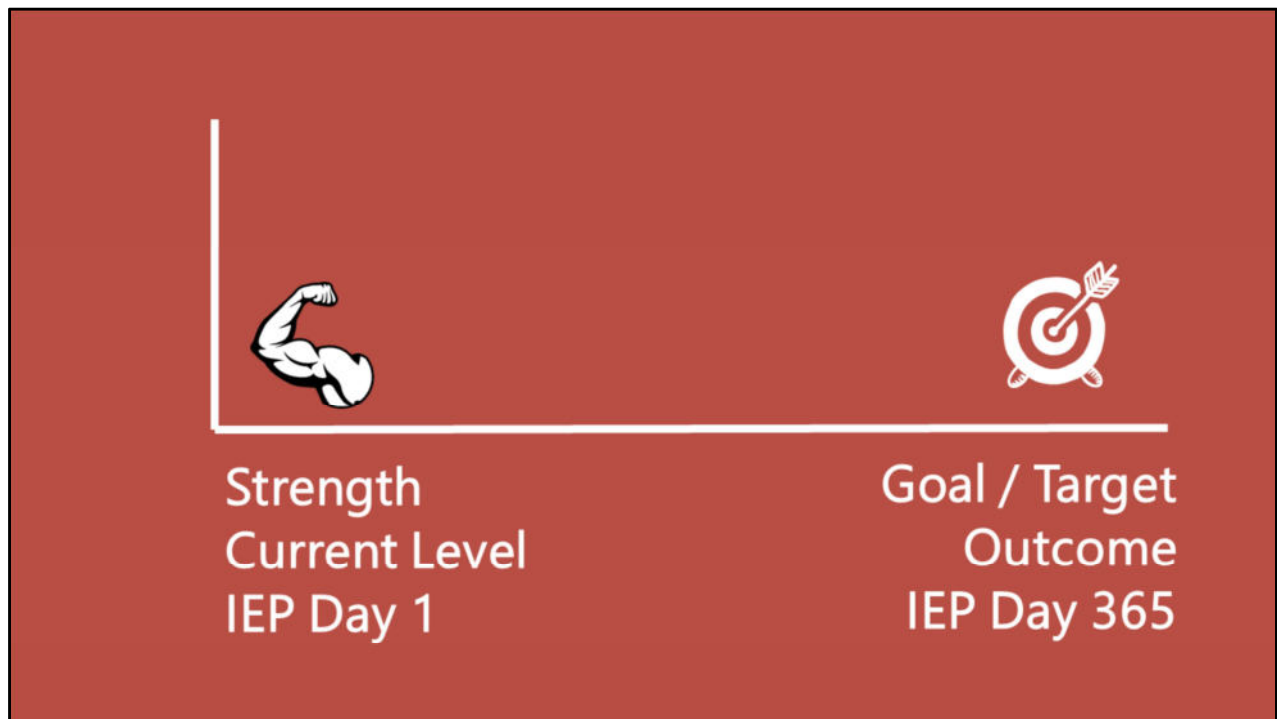 Strength
Current Level
IEP Day 1
Goal / Target
Outcome
IEP Day 365